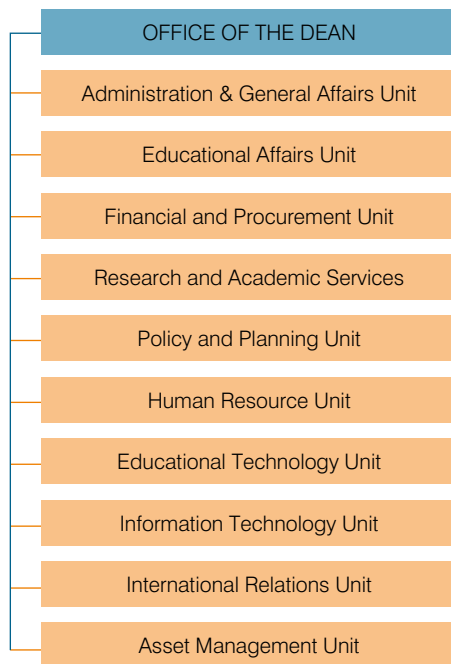 OFFICE OF THE DEAN
Administration & General Affairs Unit
Educational Affairs Unit
Financial and Procurement Unit
Research and Academic Services
Policy and Planning Unit
Human Resource Unit
Educational Technology Unit
Information Technology Unit
International Relations Unit
Asset Management Unit